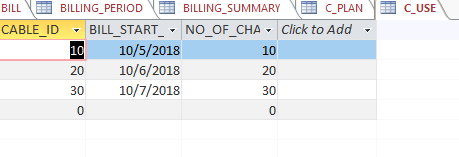 BILL BILLING_PERIOD BILLING_SUMMARY C_PLAN C_USE
CABLE_ID BILL_START_ NO_OF_CHA Click to Add
10 10/5/2018 10
20 10/6/2018 20
30 10/7/2018 30
0 0